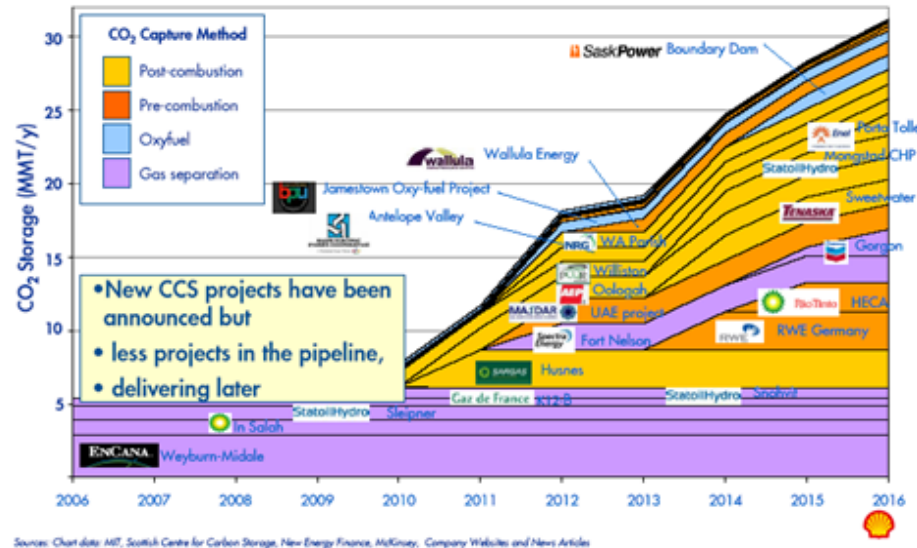 CO2 Capture Method
Post-combustion
Pre-combustion
Oxyfuel
Gas separation
CO2 Storage (MMT/y)
30
25
20
15
10
5
SaskPower Boundary Dam
wallula Wallula Energy
bpu Jamestown Oxy-fuel Project
Antelope Valley
Enel Porto Tolle
Mongstad CHP
StatoilHydro
Sweetwater
TENASKA
NRG WA Parish
Gorgon
PCOR Williston
AEP Oologah
MASDAR UAE project
Spectra Energy Fort Nelson
bp RioTinto HECA
RWE RWE Germany
SARGAS Husnes
•New CCS projects have been
announced but
• less projects in the pipeline,
• delivering later
Gaz de France K12-B
StatoilHydro Snohvit
StatoilHydro Sleipner
bp In Salah
ENCANA Weyburn-Midale
2006 2007 2008 2009 2010 2011 2012 2013 2014 2015 2016
Sources: Chart data: MIT, Scottish Centre for Carbon Storage, New Energy Finance, McKinsey, Company Websites and News Articles